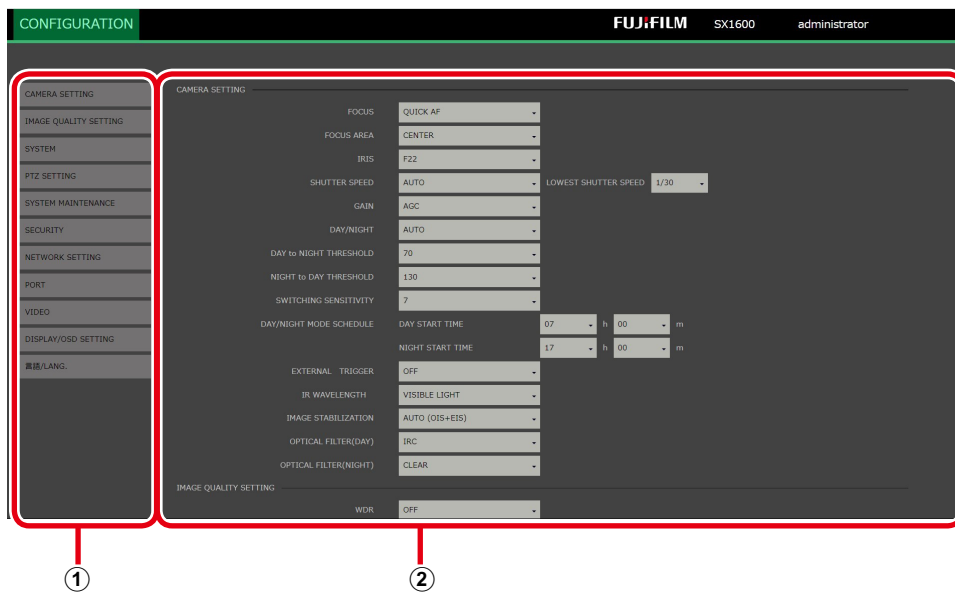 CONFIGURATION FUJIFILM SX1600 administrator
CAMERA SETTING
IMAGE QUALITY SETTING
SYSTEM
PTZ SETTING
SYSTEM MAINTENANCE
SECURITY
NETWORK SETTING
PORT
VIDEO
DISPLAY/OSD SETTING
言語/LANG.
CAMERA SETTING
FOCUS QUICK AF
FOCUS AREA CENTER
IRIS F22
SHUTTER SPEED AUTO LOWEST SHUTTER SPEED 1/30
GAIN AGC
DAY/NIGHT AUTO
DAY to NIGHT THRESHOLD 70
NIGHT to DAY THRESHOLD 130
SWITCHING SENSITIVITY 7
DAY/NIGHT MODE SCHEDULE DAY START TIME 07 h 00 m
NIGHT START TIME 17 h 00 m
EXTERNAL TRIGGER OFF
IR WAVELENGTH VISIBLE LIGHT
IMAGE STABILIZATION AUTO (OIS+EIS)
OPTICAL FILTER(DAY) IRC
OPTICAL FILTER(NIGHT) CLEAR
IMAGE QUALITY SETTING
WDR OFF
1 2